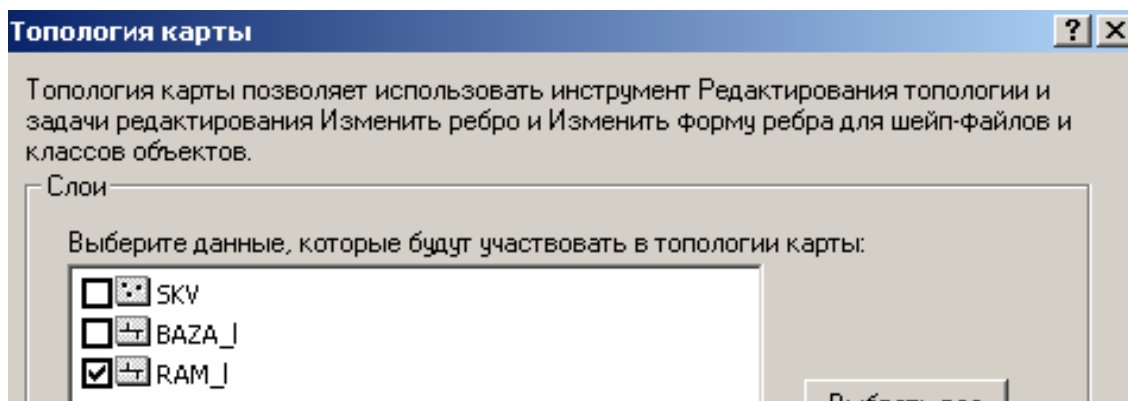 Топология карты
Топология карты позволяет использовать инструмент Редактирования топологии и
задачи редактирования Изменить ребро и Изменить форму ребра для шейп-файлов и
классов объектов.
Слои
Выберите данные, которые будут участвовать в топологии карты:
SKV
BAZA_l
RAM_l